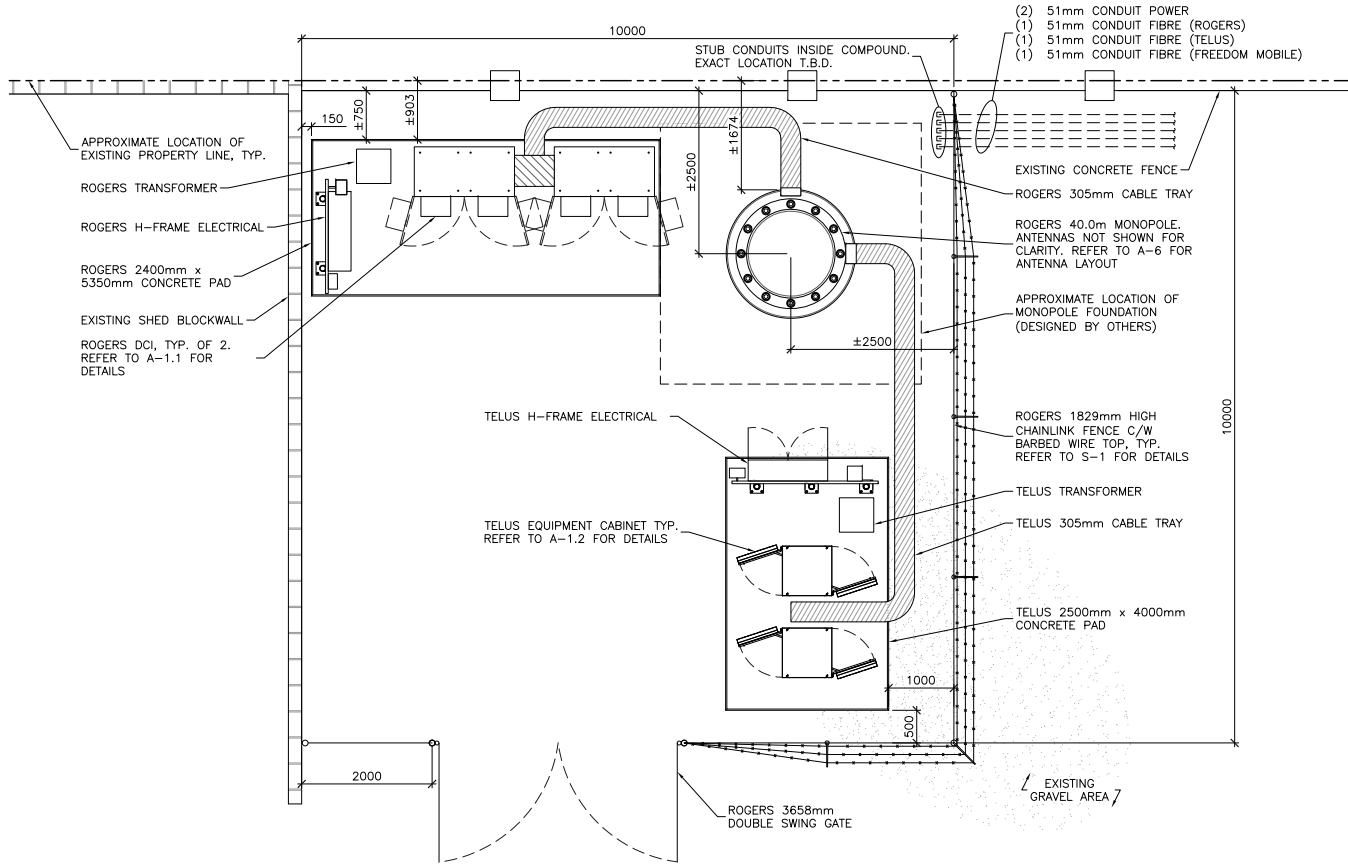 (2) 51mm CONDUIT POWER
(1) 51mm CONDUIT FIBRE (ROGERS)
(1) 51mm CONDUIT FIBRE (TELUS)
(1) 51mm CONDUIT FIBRE (FREEDOM MOBILE)
10000
STUB CONDUITS INSIDE COMPOUND.
EXACT LOCATION T.B.D.
±750
±903
150
±1674
±2500
APPROXIMATE LOCATION OF
EXISTING PROPERTY LINE, TYP.
ROGERS TRANSFORMER
ROGERS H-FRAME ELECTRICAL
ROGERS 2400mm x
5350mm CONCRETE PAD
EXISTING SHED BLOCKWALL
ROGERS DCI, TYP. OF 2.
REFER TO A-1.1 FOR
DETAILS
EXISTING CONCRETE FENCE
ROGERS 305mm CABLE TRAY
ROGERS 40.0m MONOPOLE.
ANTENNAS NOT SHOWN FOR
CLARITY. REFER TO A-6 FOR
ANTENNA LAYOUT
APPROXIMATE LOCATION OF
MONOPOLE FOUNDATION
(DESIGNED BY OTHERS)
±2500
10000
TELUS H-FRAME ELECTRICAL
ROGERS 1829mm HIGH
CHAINLINK FENCE C/W
BARBED WIRE TOP, TYP.
REFER TO S-1 FOR DETAILS
TELUS TRANSFORMER
TELUS EQUIPMENT CABINET TYP.
REFER TO A-1.2 FOR DETAILS
TELUS 305mm CABLE TRAY
TELUS 2500mm x 4000mm
CONCRETE PAD
1000
500
2000
EXISTING
GRAVEL AREA
ROGERS 3658mm
DOUBLE SWING GATE